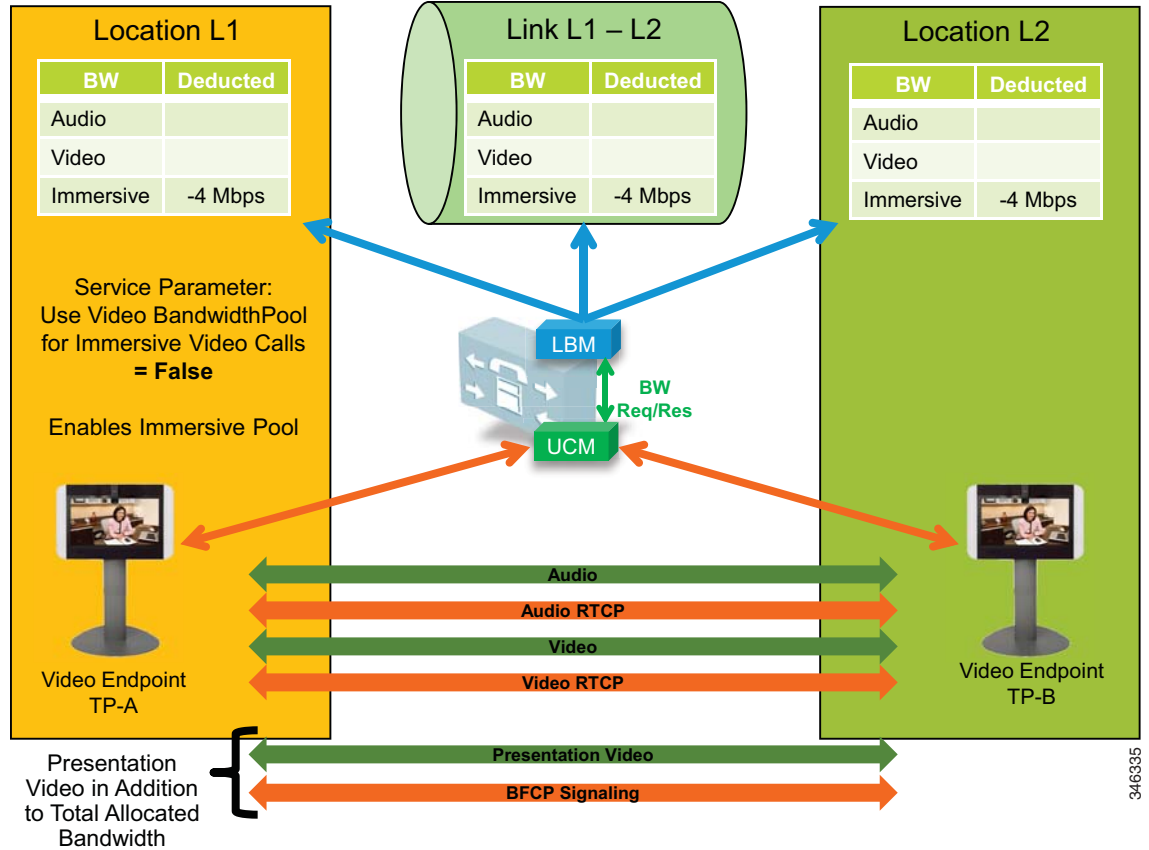 Location L1
BW Deducted
Audio
Video
Immersive -4 Mbps
Service Parameter:
Use Video BandwidthPool
for Immersive Video Calls
= False
Enables Immersive Pool
Video Endpoint
TP-A
Link L1 – L2
BW Deducted
Audio
Video
Immersive -4 Mbps
LBM
BW
Req/Res
UCM
Location L2
BW Deducted
Audio
Video
Immersive -4 Mbps
Video Endpoint
TP-B
Audio
Audio RTCP
Video
Video RTCP
Presentation Video
BFCP Signaling
Presentation
Video in Addition
to Total Allocated
Bandwidth
346335